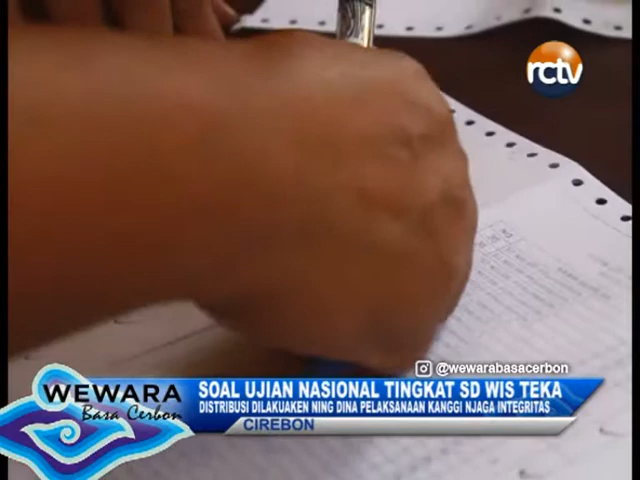 rctv
@wewarabasacerbon
WEWARA
Basa Cerbon
SOAL UJIAN NASIONAL TINGKAT SD WIS TEKA
DISTRIBUSI DILAKUAKEN NING DINA PELAKSANAAN KANGGI NJAGA INTEGRITAS
CIREBON